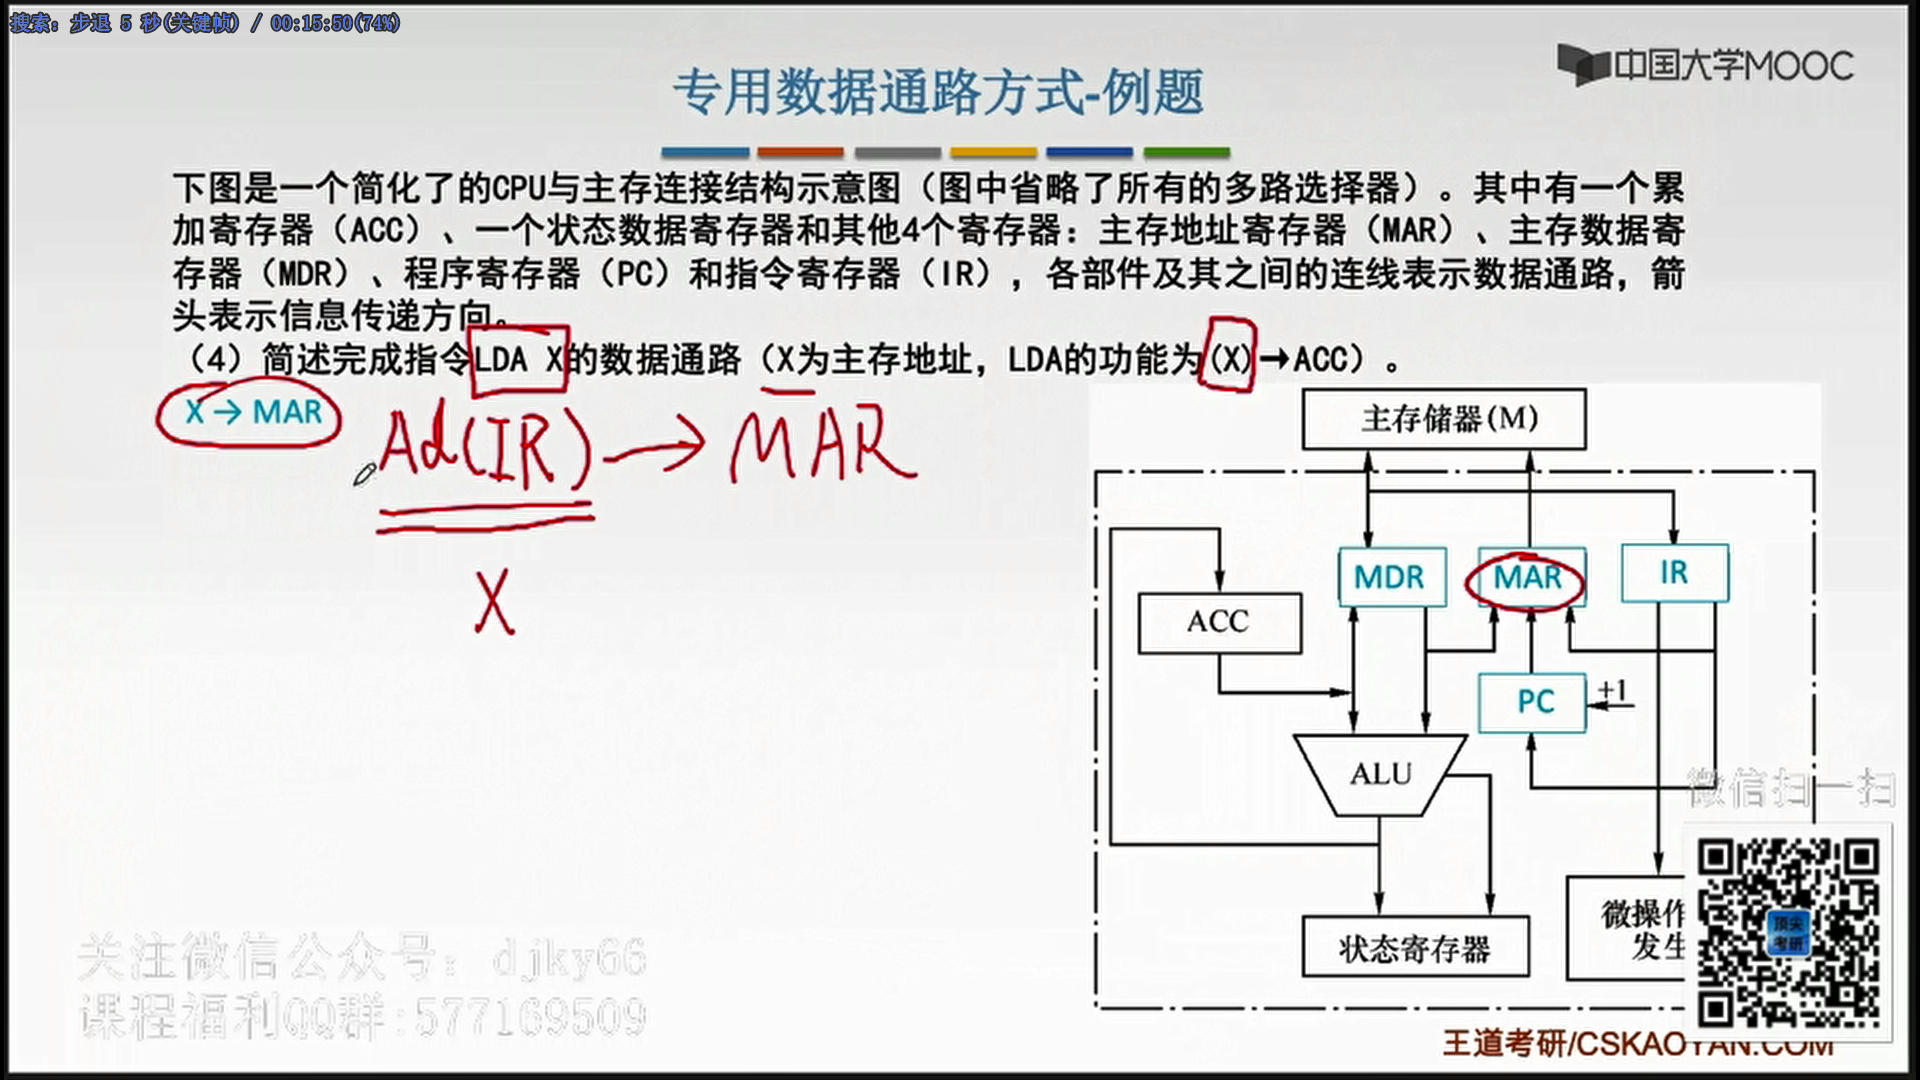 搜索: 步退 5 秒(关键帧) / 00:15:50(74%)
中国大学MOOC
专用数据通路方式-例题
下图是一个简化了的CPU与主存连接结构示意图（图中省略了所有的多路选择器）。其中有一个累
加寄存器（ACC）、一个状态数据寄存器和其他4个寄存器：主存地址寄存器（MAR）、主存数据寄
存器（MDR）、程序寄存器（PC）和指令寄存器（IR），各部件及其之间的连线表示数据通路，箭
头表示信息传递方向。
（4）简述完成指令LDA X的数据通路（X为主存地址，LDA的功能为(X)→ACC）。
X → MAR
Ad(IR) → MAR
X
主存储器(M)
MDR
MAR
IR
ACC
PC
+1
ALU
状态寄存器
微操作
发生
微信扫一扫
顶尖
考研
关注微信公众号: djky66
课程福利QQ群:577169509
王道考研/CSKAOYAN.COM